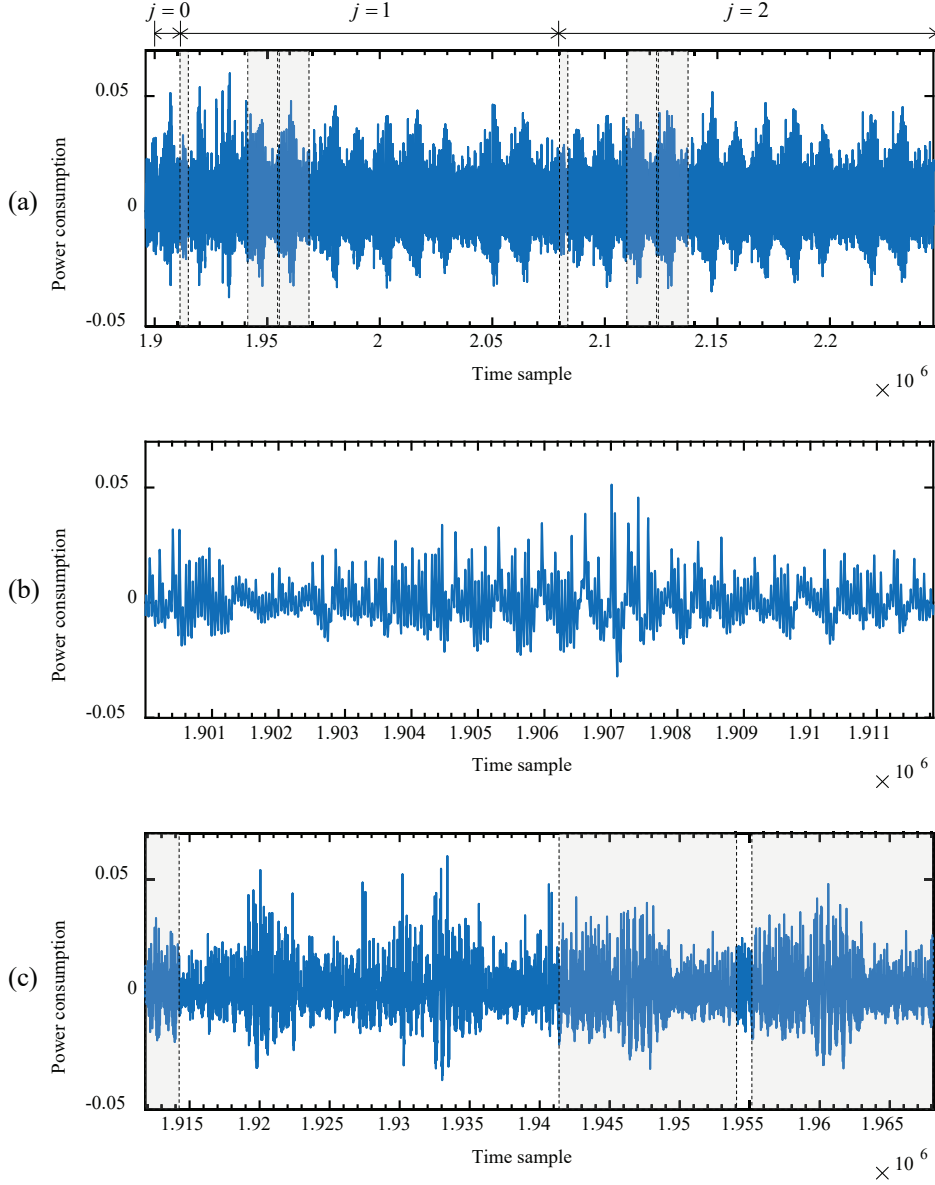 j = 0 j = 1 j = 2
0.05
0
-0.05
Power consumption
(a)
1.9 1.95 2 2.05 2.1 2.15 2.2
Time sample
× 10 6
0.05
0
-0.05
Power consumption
(b)
1.901 1.902 1.903 1.904 1.905 1.906 1.907 1.908 1.909 1.91 1.911
Time sample
× 10 6
0.05
0
-0.05
Power consumption
(c)
1.915 1.92 1.925 1.93 1.935 1.94 1.945 1.95 1.955 1.96 1.965
Time sample
× 10 6